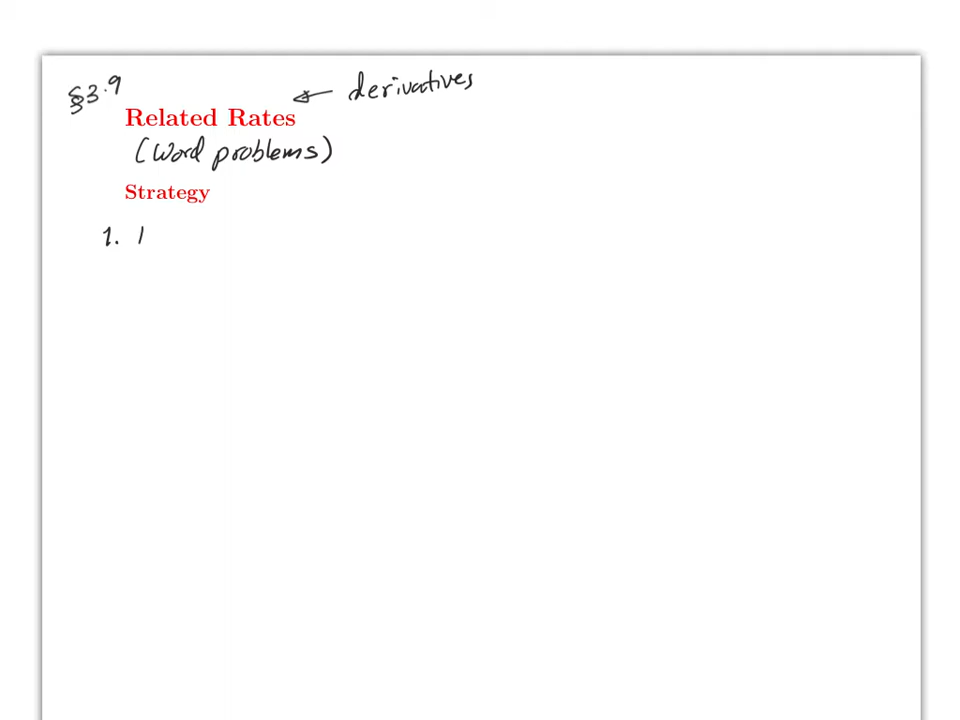 §3.9
derivatives
Related Rates
(Word problems)
Strategy
1.